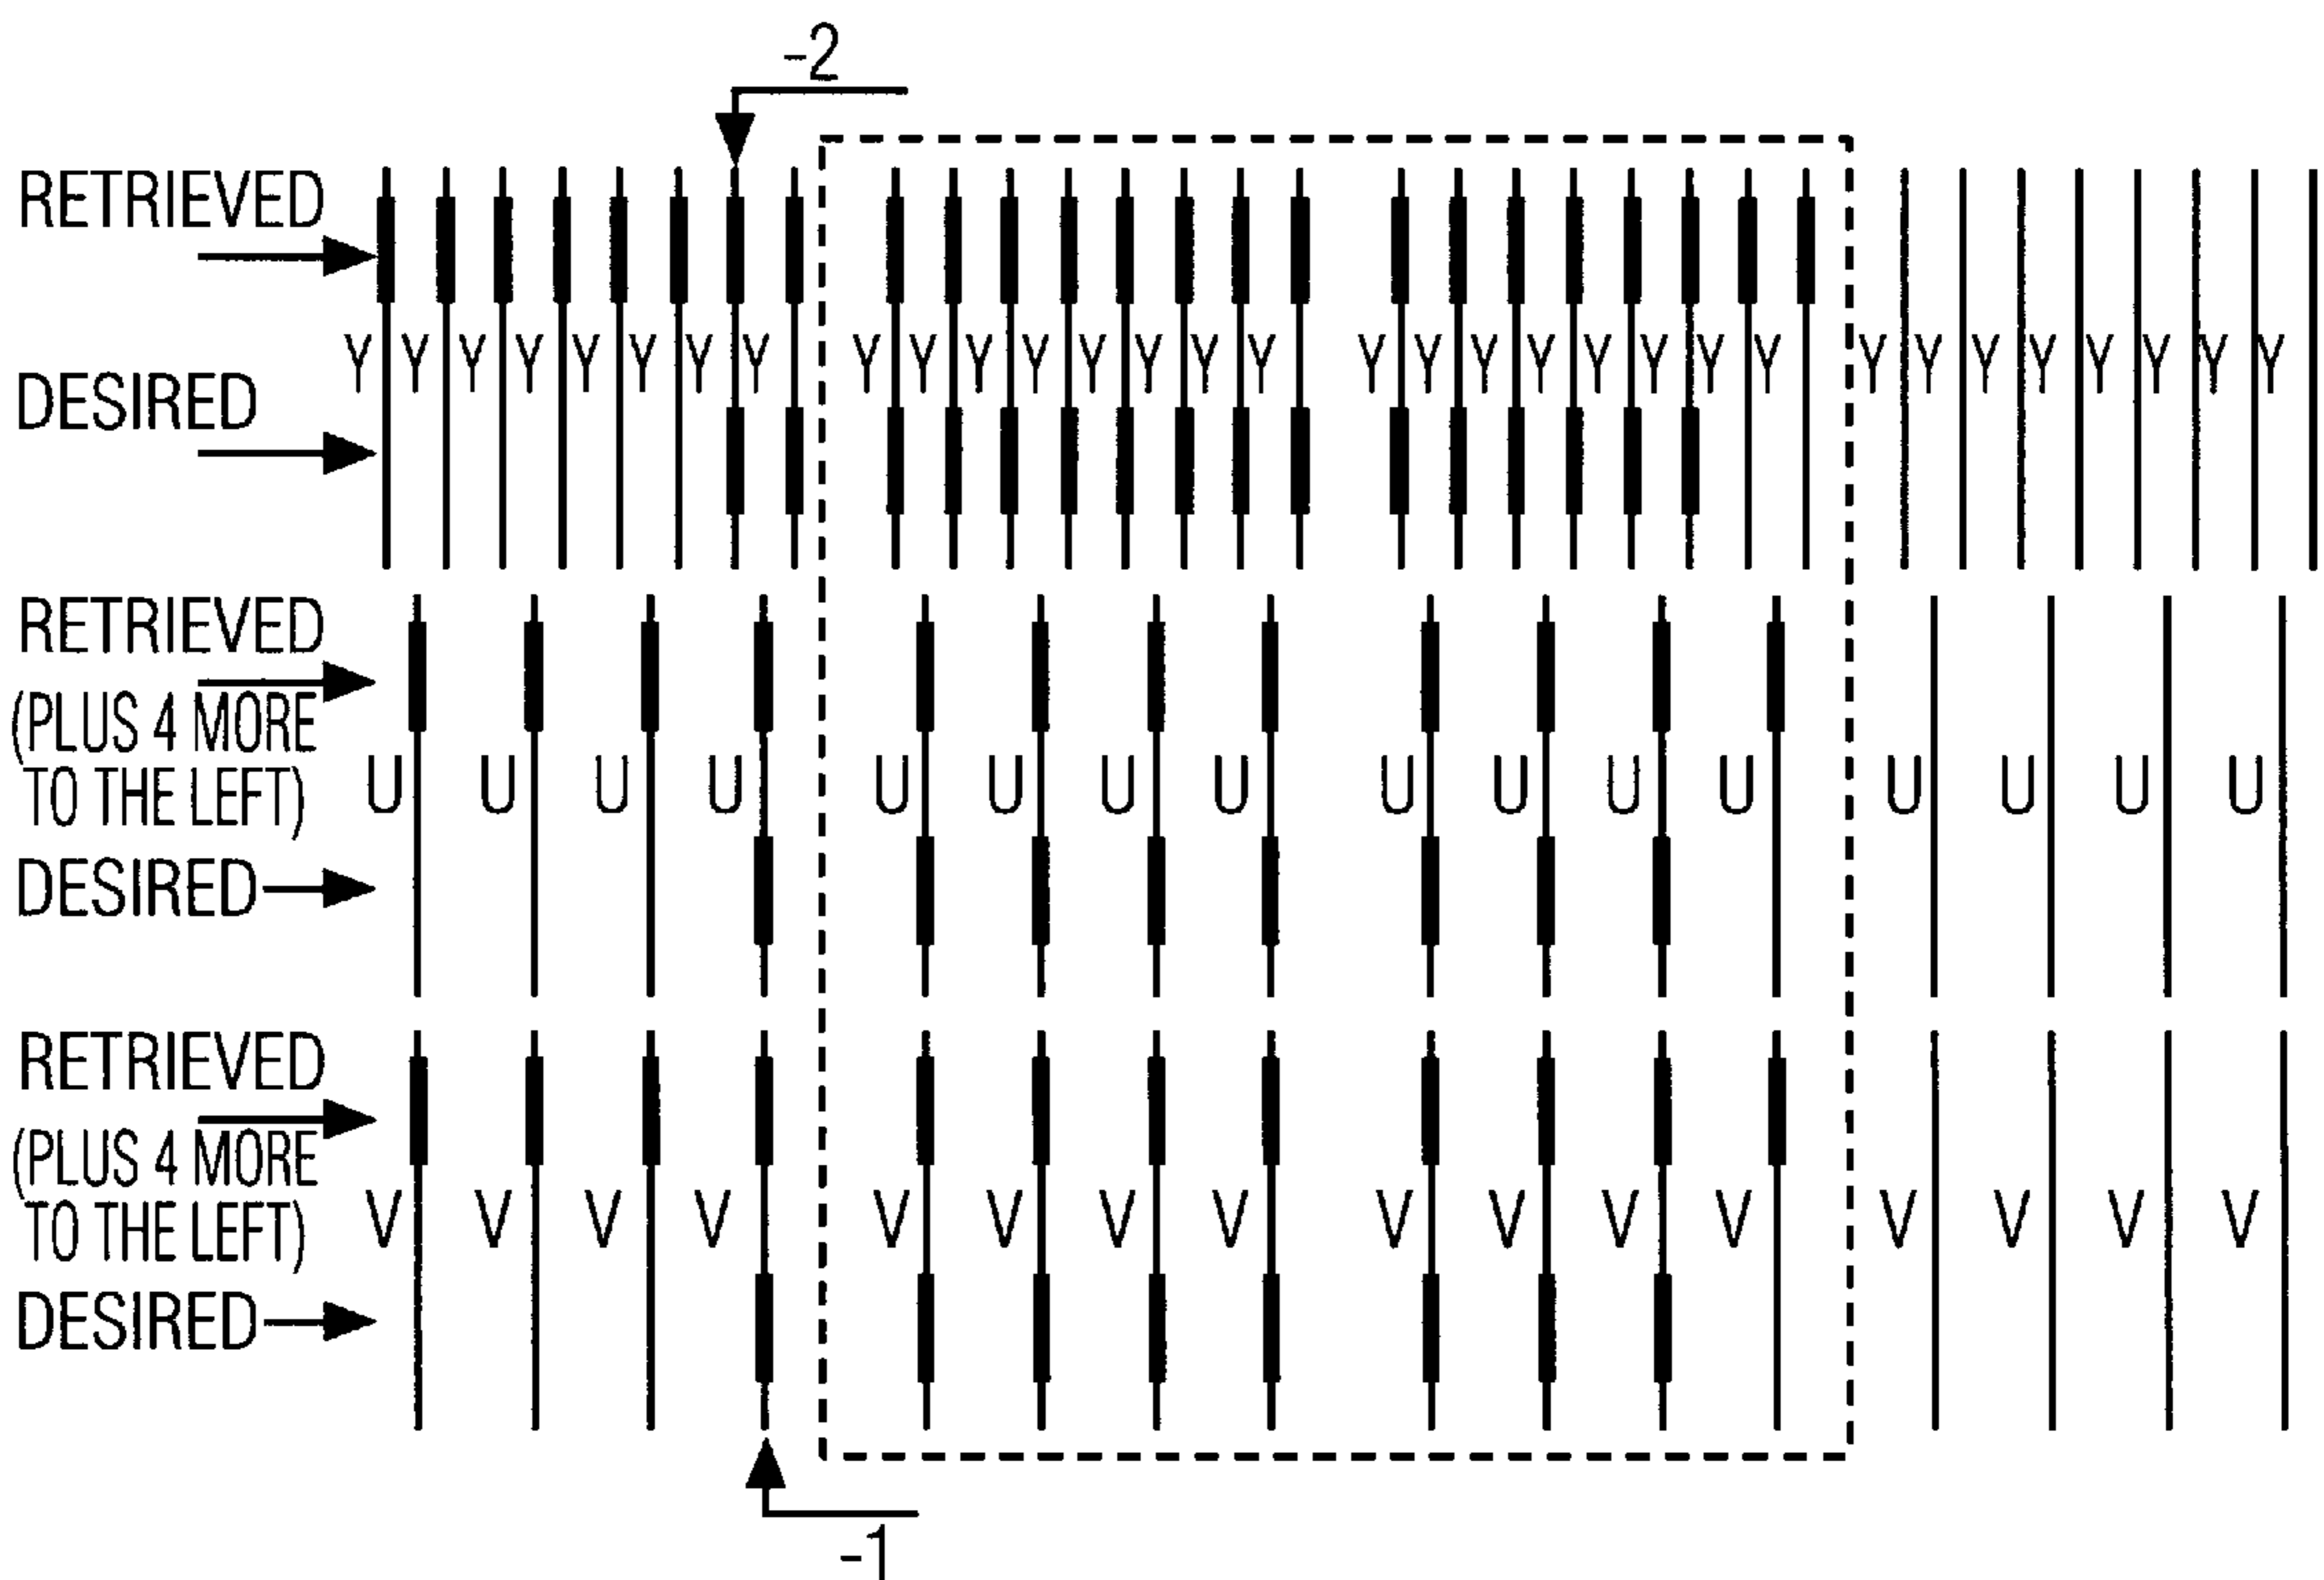 -2
RETRIEVED
Y Y Y Y Y Y Y Y Y Y Y Y Y Y Y Y Y Y Y Y Y Y Y Y Y Y Y Y Y Y Y Y
DESIRED
RETRIEVED
(PLUS 4 MORE
TO THE LEFT)
U U U U U U U U U U U U U U U U
DESIRED
RETRIEVED
(PLUS 4 MORE
TO THE LEFT)
V V V V V V V V V V V V V V V V
DESIRED
-1